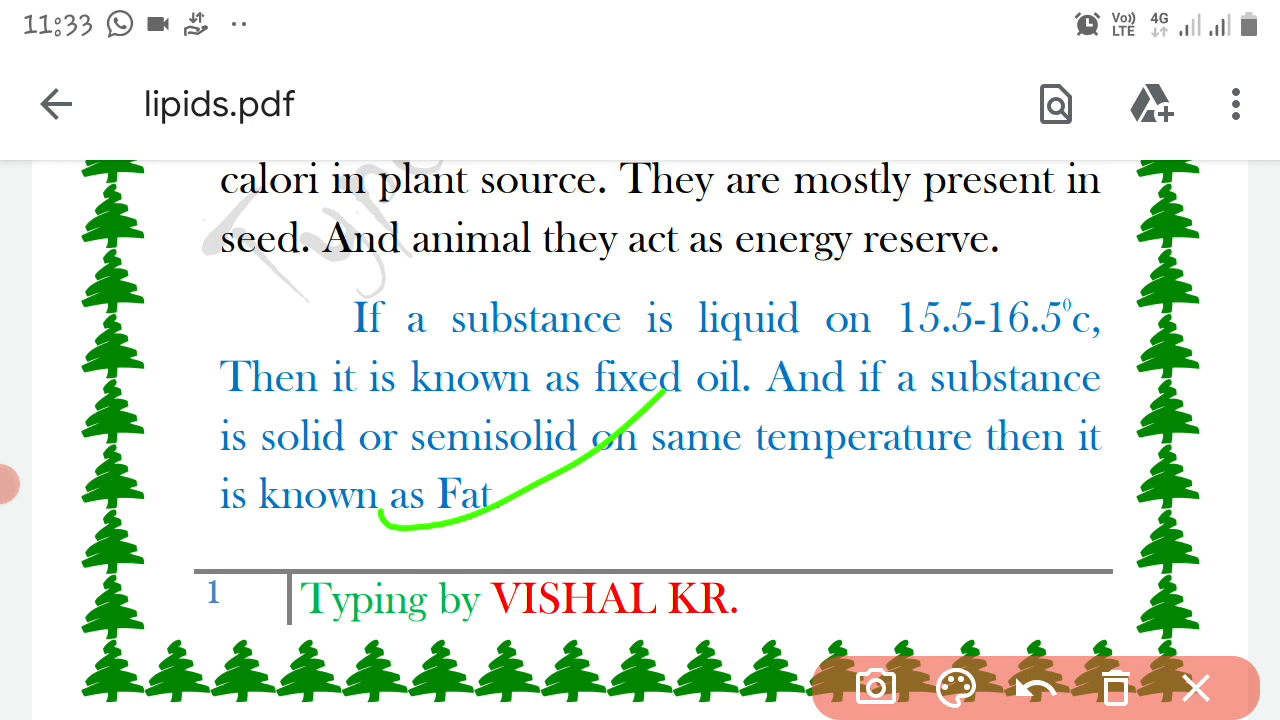 11:33
Vo)) LTE 4G
lipids.pdf
calori in plant source. They are mostly present in
seed. And animal they act as energy reserve.
If a substance is liquid on 15.5-16.5⁰c,
Then it is known as fixed oil. And if a substance
is solid or semisolid on same temperature then it
is known as Fat.
1 Typing by VISHAL KR.